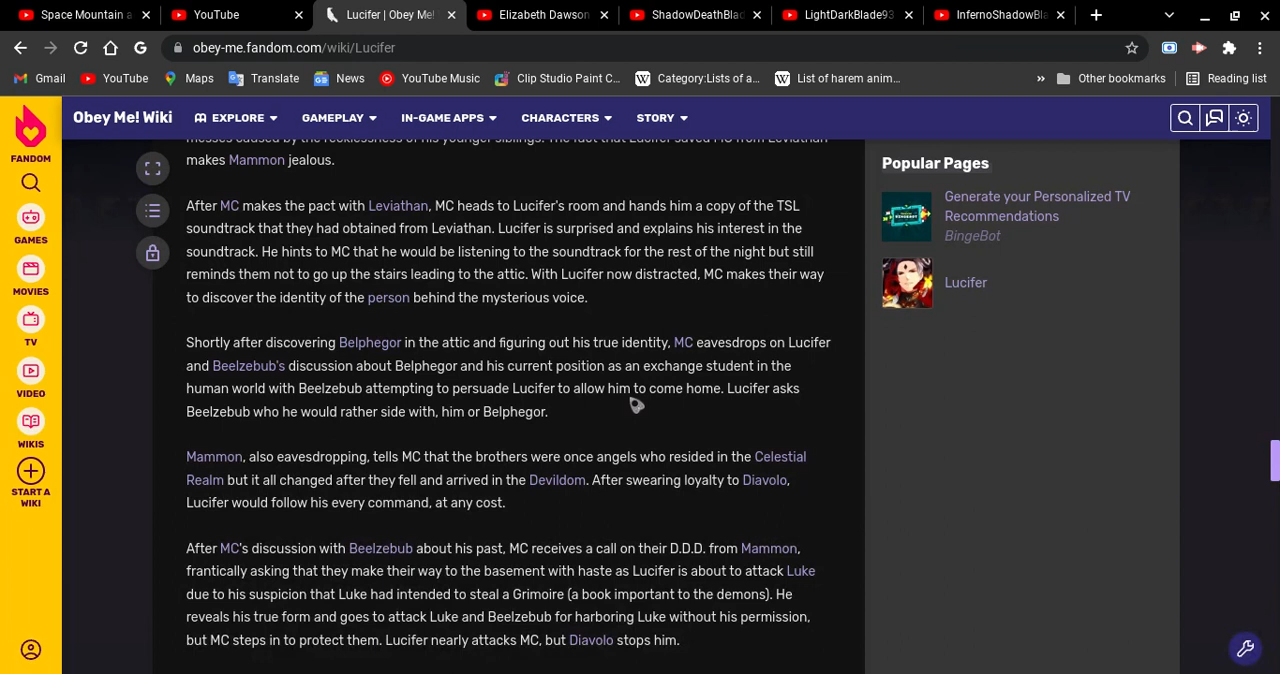 Space Mountain a
YouTube
Lucifer | Obey Me!
Elizabeth Dawson
ShadowDeathBla
LightDarkBlade93
InfernoShadowBla
obey-me.fandom.com/wiki/Lucifer
Gmail
YouTube
Maps
Translate
News
YouTube Music
Clip Studio Paint C...
Category:Lists of a...
List of harem anim...
»
Other bookmarks
Reading list
Obey Me! Wiki
EXPLORE
GAMEPLAY
IN-GAME APPS
CHARACTERS
STORY
FANDOM
GAMES
MOVIES
TV
VIDEO
WIKIS
START A
WIKI
messes caused by the recklessness of his younger siblings. The fact that Lucifer saved MC from Leviathan
makes Mammon jealous.
After MC makes the pact with Leviathan, MC heads to Lucifer's room and hands him a copy of the TSL
soundtrack that they had obtained from Leviathan. Lucifer is surprised and explains his interest in the
soundtrack. He hints to MC that he would be listening to the soundtrack for the rest of the night but still
reminds them not to go up the stairs leading to the attic. With Lucifer now distracted, MC makes their way
to discover the identity of the person behind the mysterious voice.
Shortly after discovering Belphegor in the attic and figuring out his true identity, MC eavesdrops on Lucifer
and Beelzebub's discussion about Belphegor and his current position as an exchange student in the
human world with Beelzebub attempting to persuade Lucifer to allow him to come home. Lucifer asks
Beelzebub who he would rather side with, him or Belphegor.
Mammon, also eavesdropping, tells MC that the brothers were once angels who resided in the Celestial
Realm but it all changed after they fell and arrived in the Devildom. After swearing loyalty to Diavolo,
Lucifer would follow his every command, at any cost.
After MC's discussion with Beelzebub about his past, MC receives a call on their D.D.D. from Mammon,
frantically asking that they make their way to the basement with haste as Lucifer is about to attack Luke
due to his suspicion that Luke had intended to steal a Grimoire (a book important to the demons). He
reveals his true form and goes to attack Luke and Beelzebub for harboring Luke without his permission,
but MC steps in to protect them. Lucifer nearly attacks MC, but Diavolo stops him.
Popular Pages
Generate your Personalized TV
Recommendations
BingeBot
Lucifer